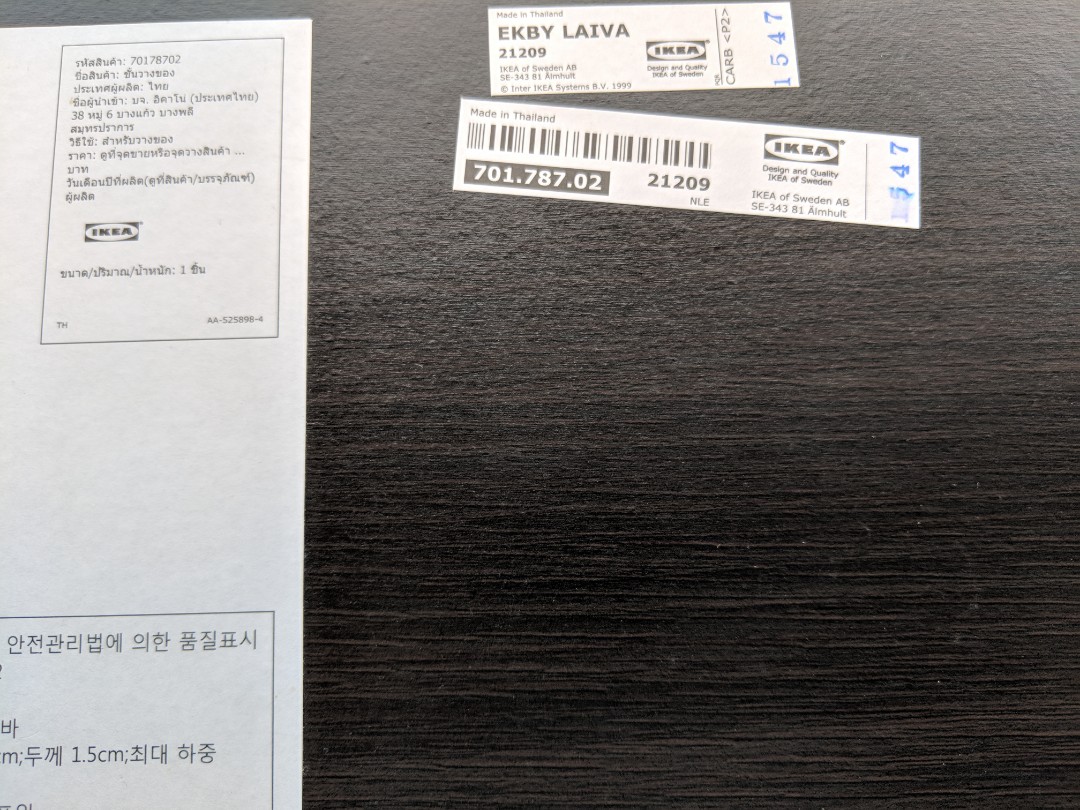 รหัสสินค้า: 70178702
ชื่อสินค้า: ชั้นวางของ
ประเทศผู้ผลิต: ไทย
ชื่อผู้นำเข้า: บจ. อิคาโน่ (ประเทศไทย)
38 หมู่ 6 บางแก้ว บางพลี
สมุทรปราการ
วิธีใช้: สำหรับวางของ
ราคา: ดูที่จุดขายหรือจุดวางสินค้า ...
บาท
วันเดือนปีที่ผลิต(ดูที่สินค้า/บรรจุภัณฑ์)
ผู้ผลิต
IKEA
ขนาด/ปริมาณ/น้ำหนัก: 1 ชิ้น
TH
AA-525898-4
안전관리법에 의한 품질표시
바
cm;두께 1.5cm;최대 하중
Made in Thailand
EKBY LAIVA
21209
IKEA of Sweden AB
SE-343 81 Älmhult
© Inter IKEA Systems B.V. 1999
IKEA®
Design and Quality
IKEA of Sweden
CARB <P2>
1547
Made in Thailand
701.787.02
21209
NLE
IKEA®
Design and Quality
IKEA of Sweden
IKEA of Sweden AB
SE-343 81 Älmhult
1547